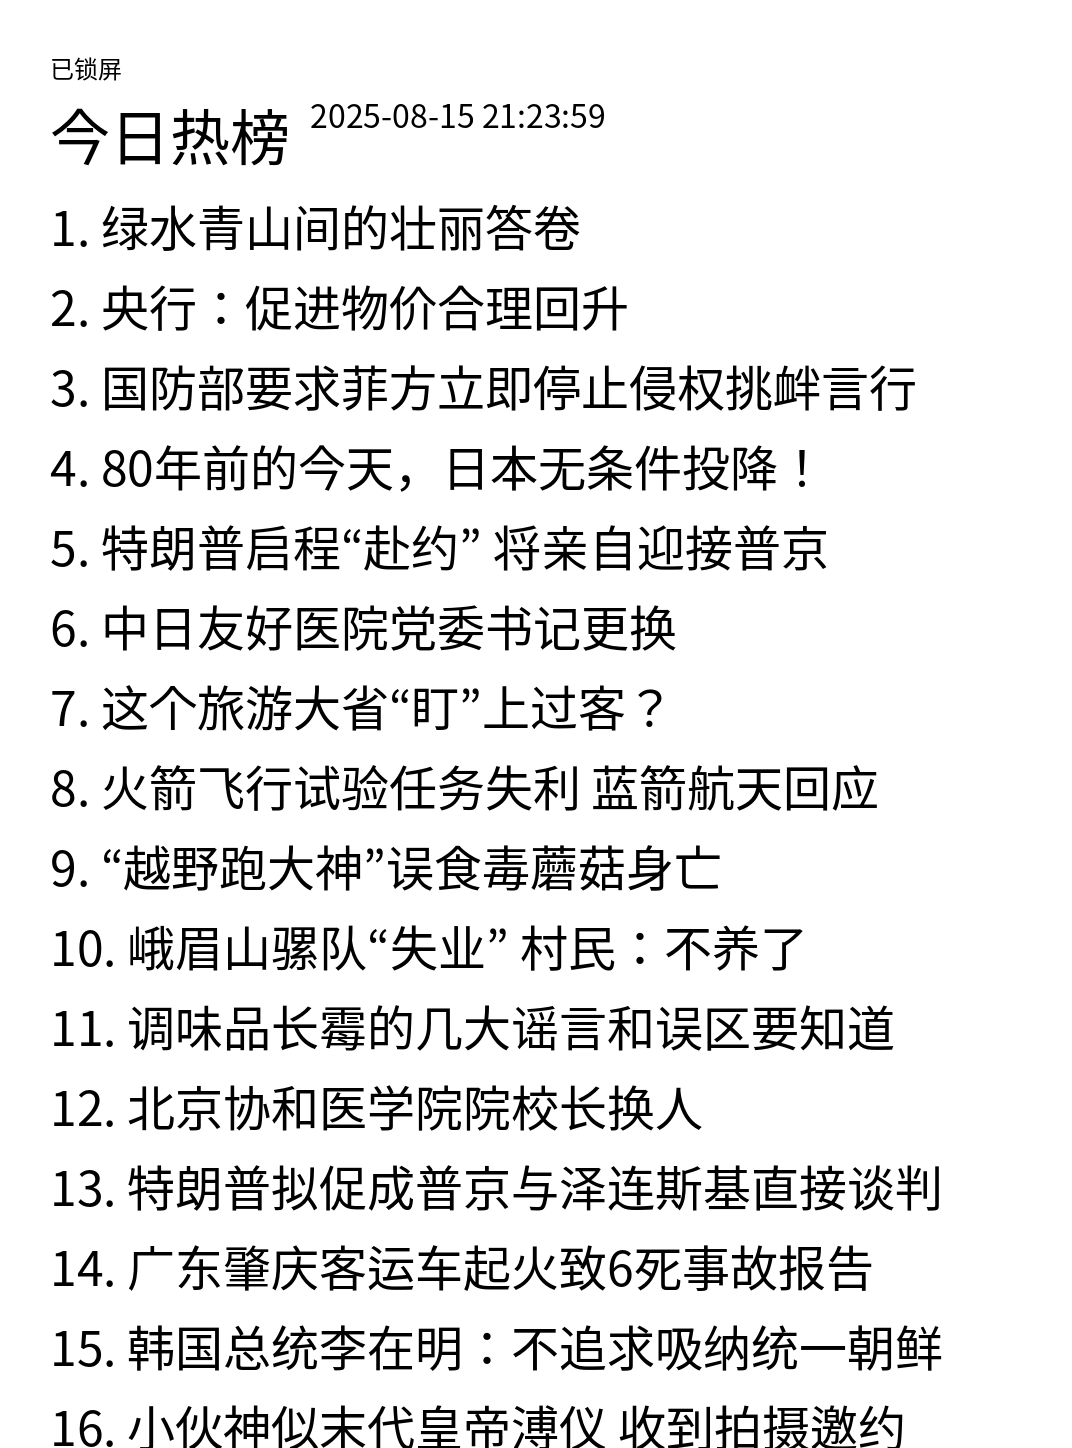 已锁屏
今日热榜 2025-08-15 21:23:59
1. 绿水青山间的壮丽答卷
2. 央行：促进物价合理回升
3. 国防部要求菲方立即停止侵权挑衅言行
4. 80年前的今天，日本无条件投降！
5. 特朗普启程“赴约” 将亲自迎接普京
6. 中日友好医院党委书记更换
7. 这个旅游大省“盯”上过客？
8. 火箭飞行试验任务失利 蓝箭航天回应
9. “越野跑大神”误食毒蘑菇身亡
10. 峨眉山骡队“失业” 村民：不养了
11. 调味品长霉的几大谣言和误区要知道
12. 北京协和医学院院校长换人
13. 特朗普拟促成普京与泽连斯基直接谈判
14. 广东肇庆客运车起火致6死事故报告
15. 韩国总统李在明：不追求吸纳统一朝鲜
16. 小伙神似末代皇帝溥仪 收到拍摄邀约